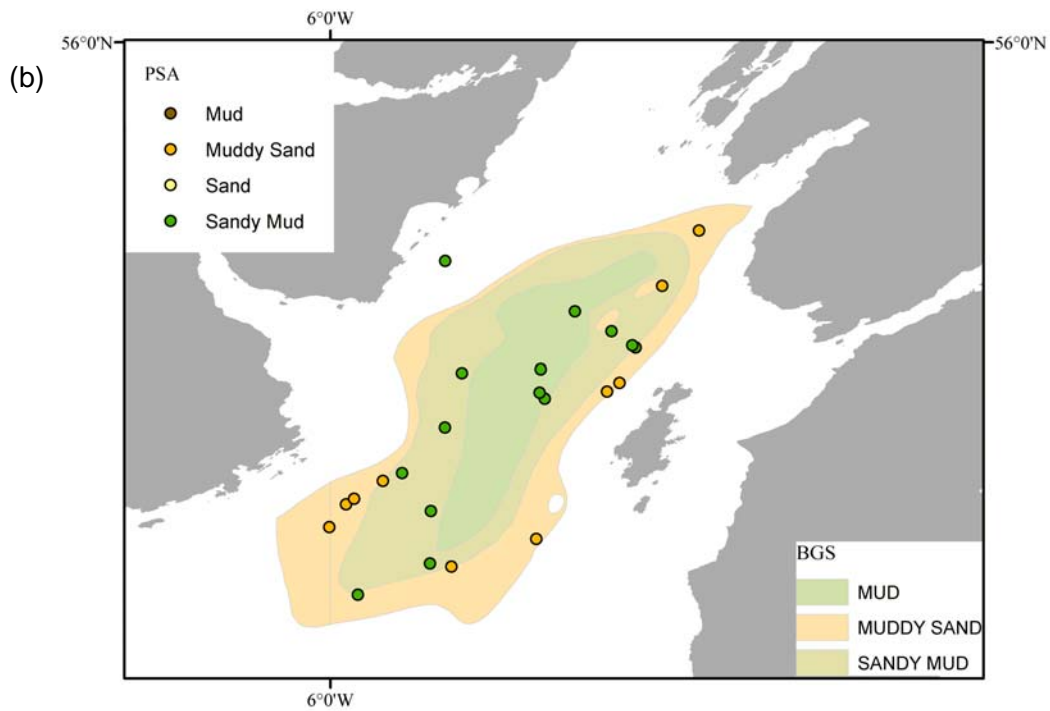 6°0'W
56°0'N
56°0'N
(b)
PSA
Mud
Muddy Sand
Sand
Sandy Mud
BGS
MUD
MUDDY SAND
SANDY MUD
6°0'W